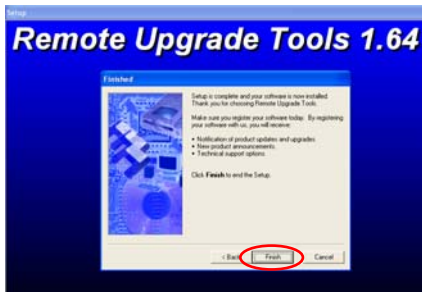 Setup
Remote Upgrade Tools 1.64
Finished
Setup is complete and your software is now installed.
Thank you for choosing Remote Upgrade Tools.
Make sure you register your software today. By registering
your software with us, you will receive:
• Notification of product updates and upgrades.
• New product announcements.
• Technical support options.
Click Finish to end the Setup.
< Back
Finish
Cancel